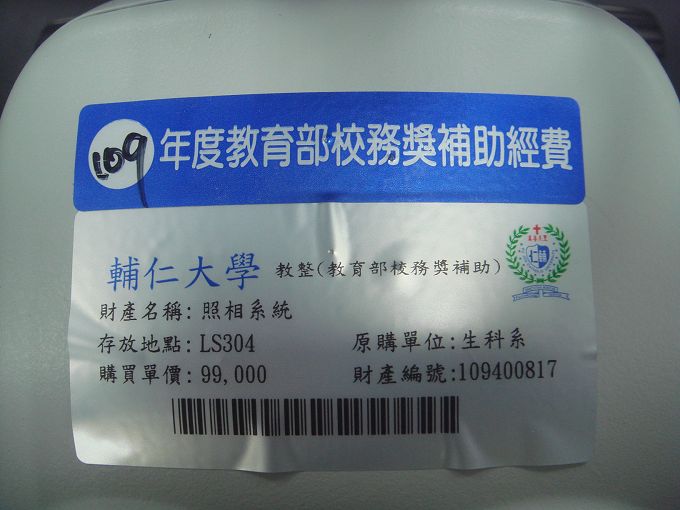 109年度教育部校務獎補助經費
輔仁大學 教整(教育部校務獎補助)
財產名稱: 照相系統
存放地點: LS304 原購單位: 生科系
購買單價: 99,000 財產編號:109400817